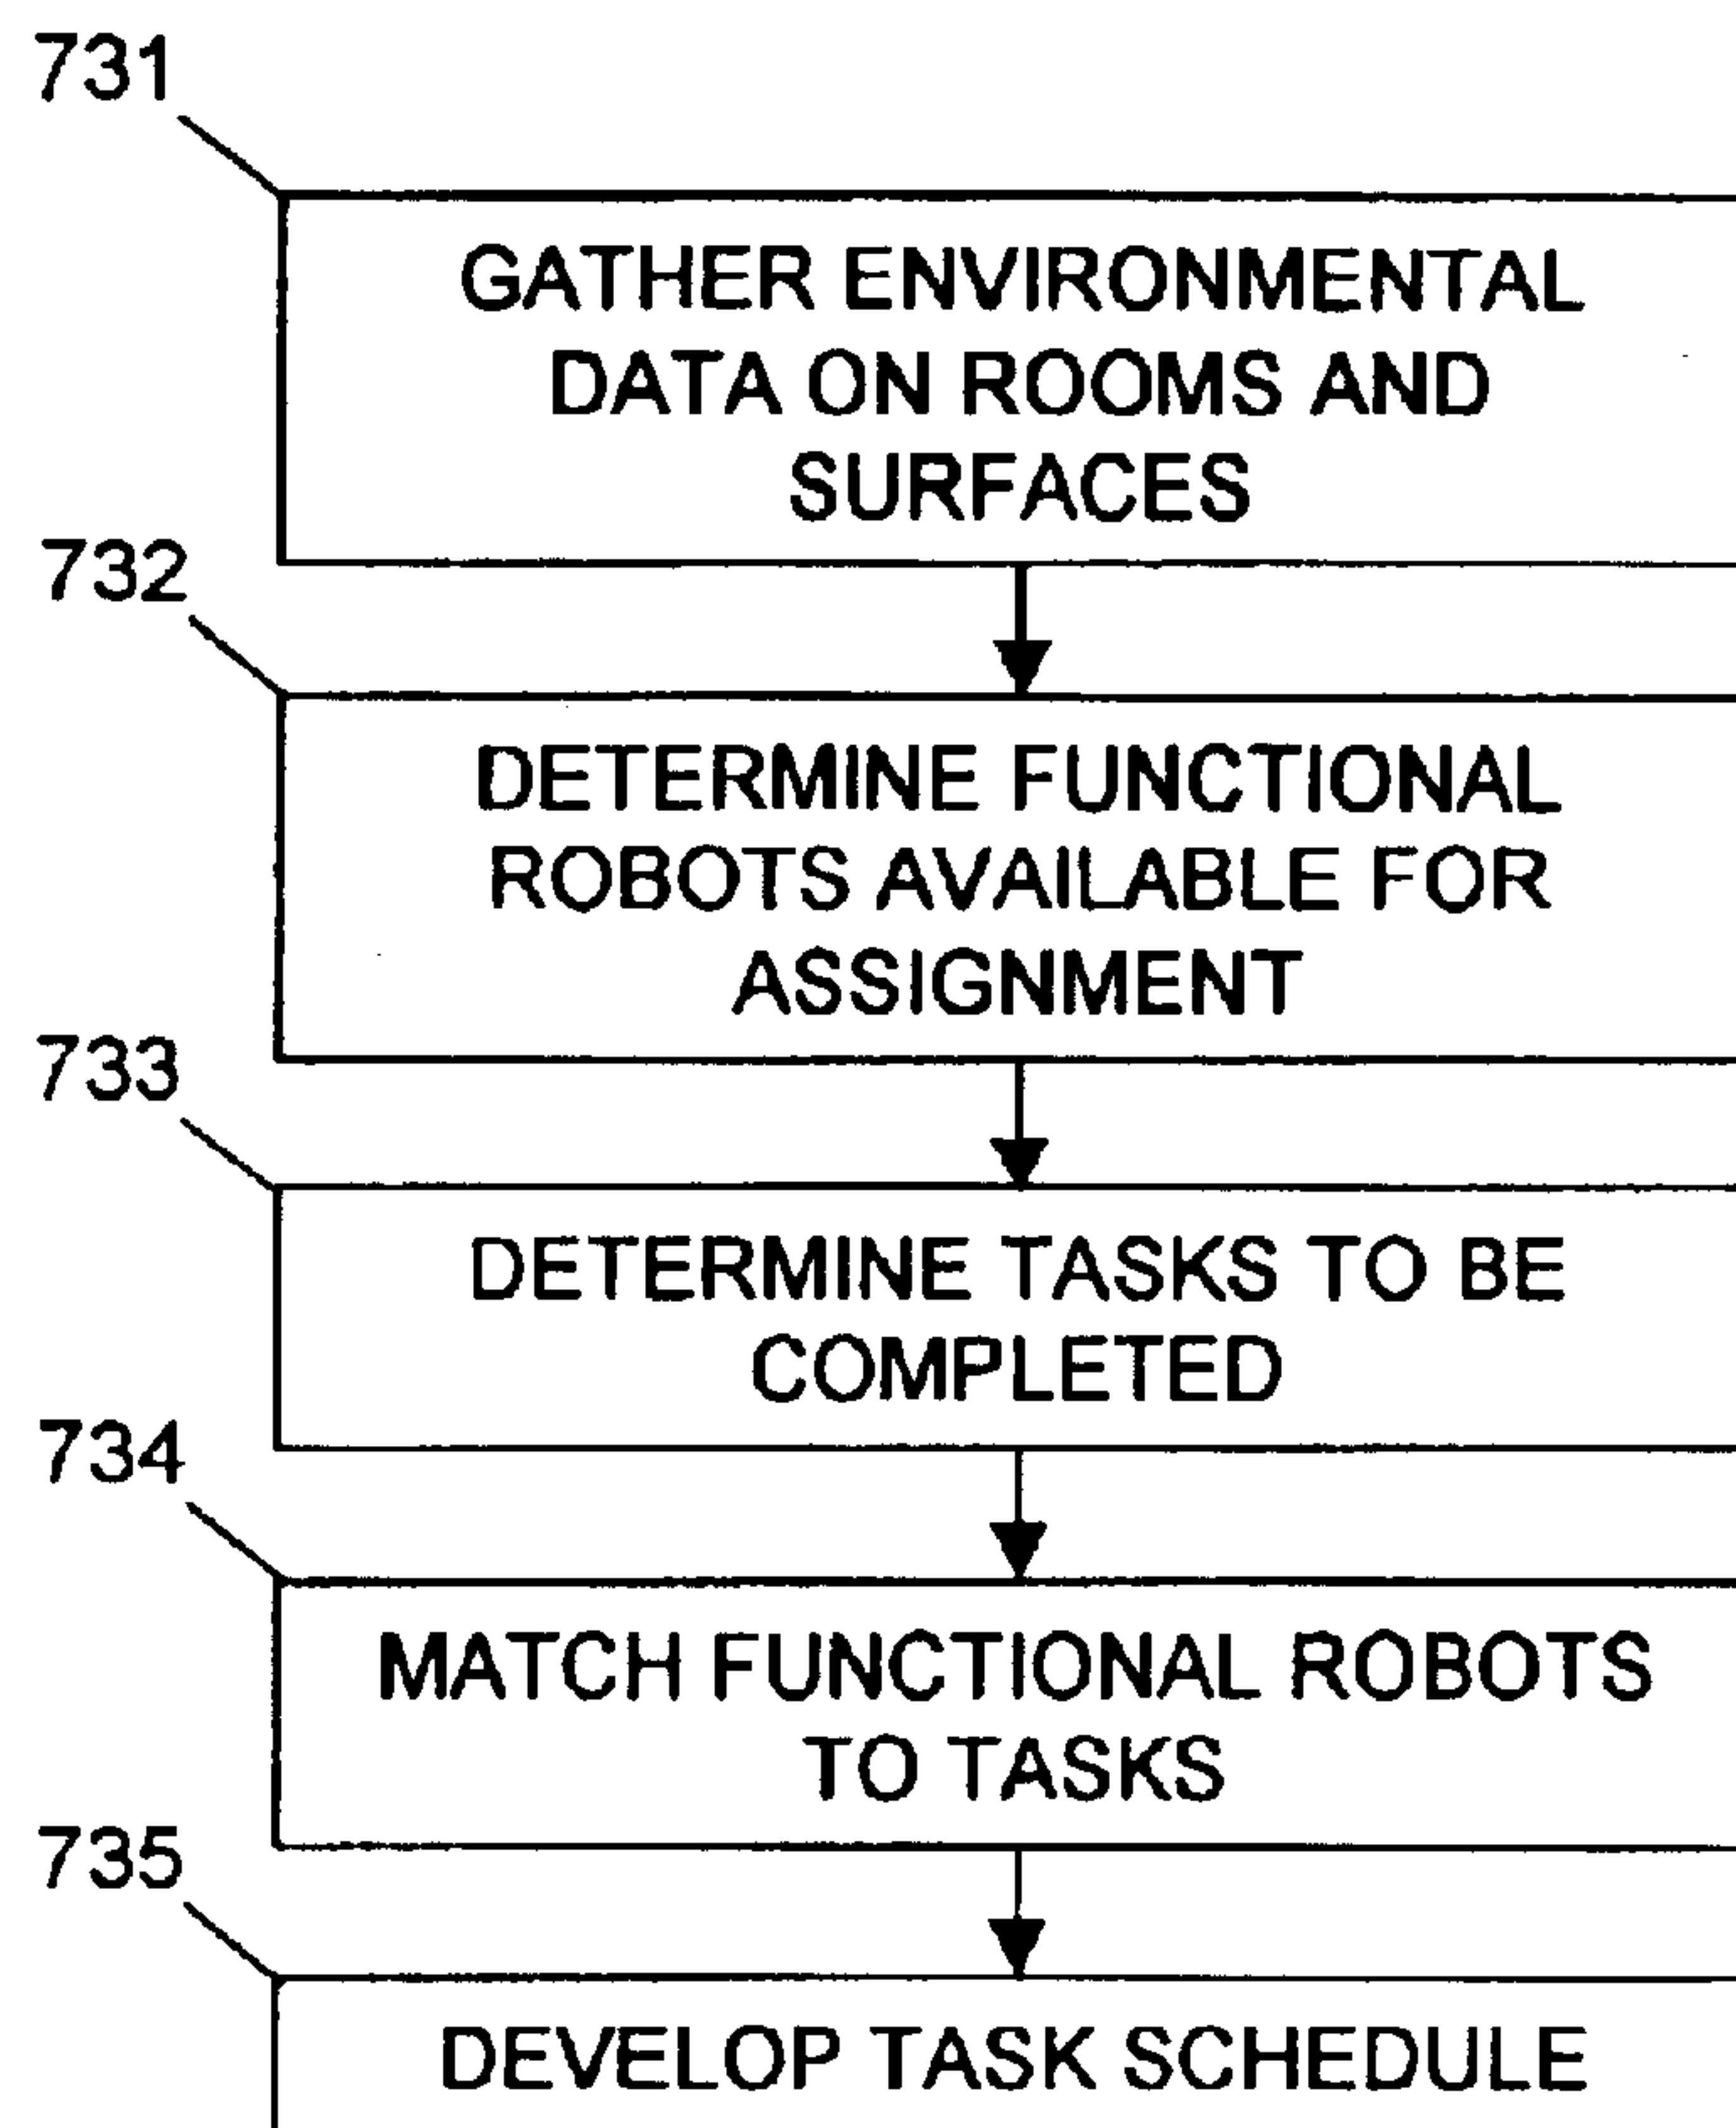 731
GATHER ENVIRONMENTAL
DATA ON ROOMS AND
SURFACES
732
DETERMINE FUNCTIONAL
ROBOTS AVAILABLE FOR
ASSIGNMENT
733
DETERMINE TASKS TO BE
COMPLETED
734
MATCH FUNCTIONAL ROBOTS
TO TASKS
735
DEVELOP TASK SCHEDULE